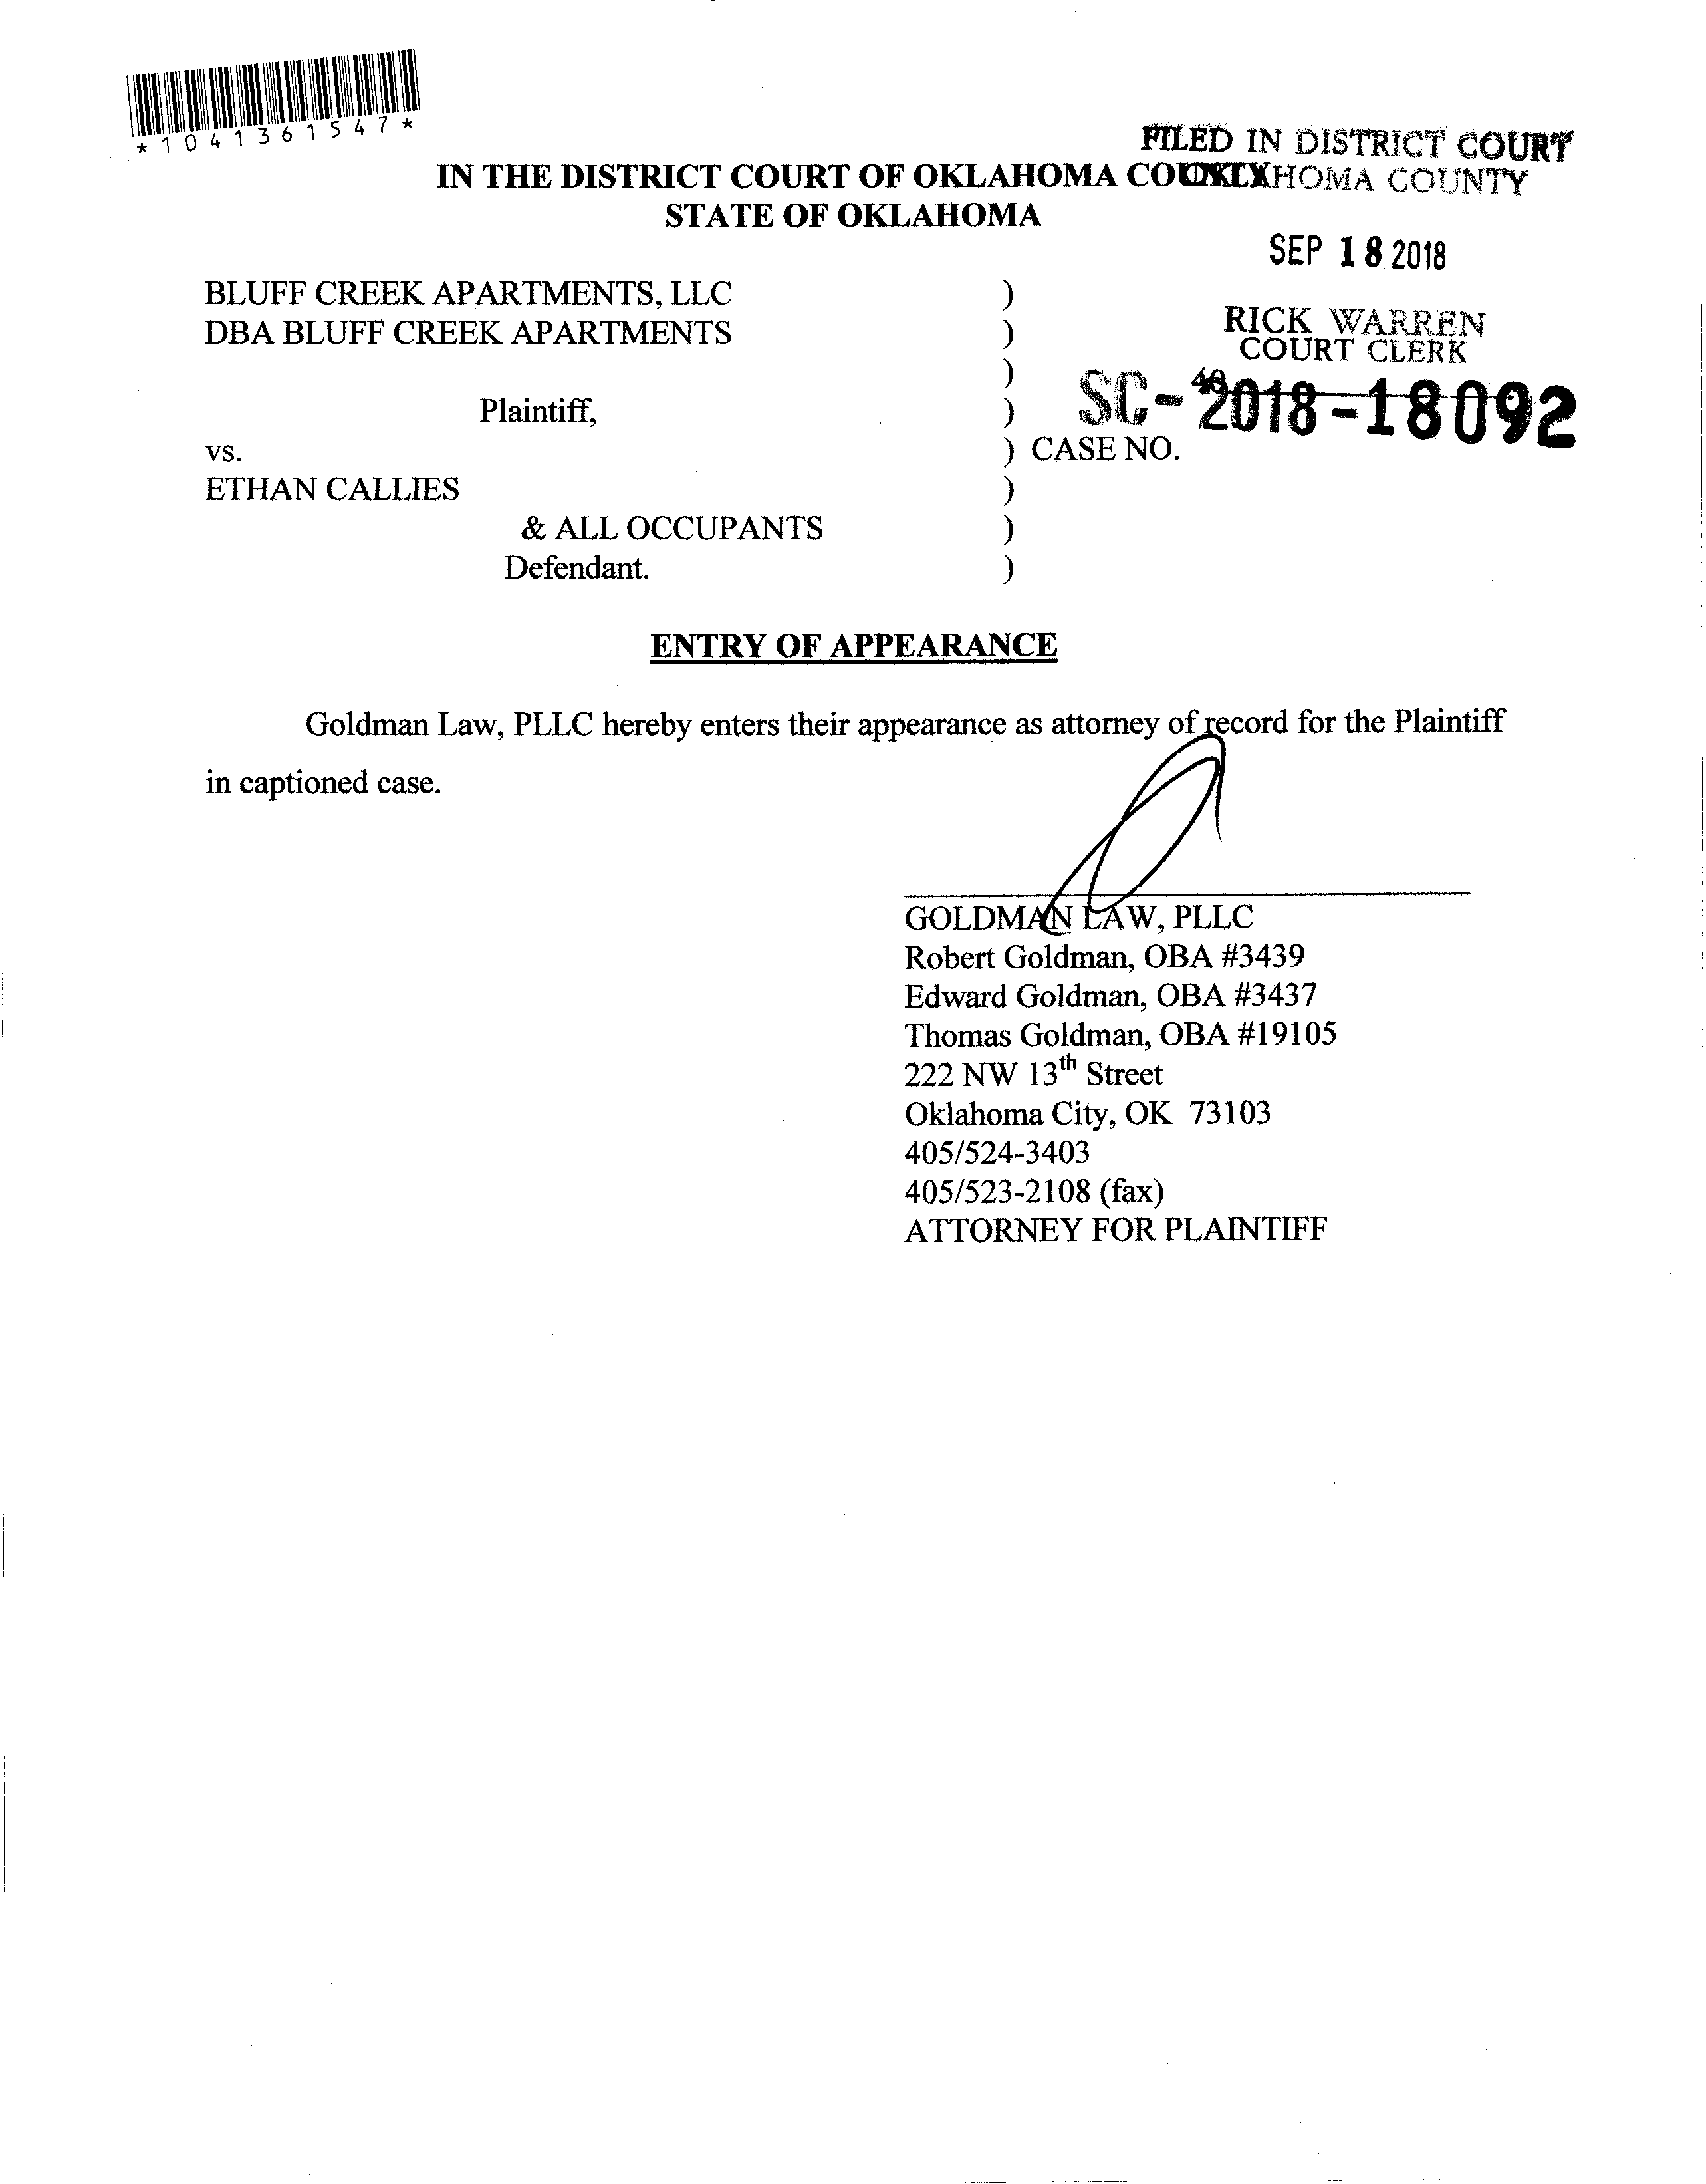 *1041361547*
FILED IN DISTRICT COURT
OKLAHOMA COUNTY
IN THE DISTRICT COURT OF OKLAHOMA COUNTY
STATE OF OKLAHOMA
SEP 18 2018
BLUFF CREEK APARTMENTS, LLC )
DBA BLUFF CREEK APARTMENTS )
RICK WARREN
COURT CLERK
)
Plaintiff, )
SC-2018-18092
vs. ) CASE NO.
ETHAN CALLIES )
& ALL OCCUPANTS )
Defendant. )
ENTRY OF APPEARANCE
Goldman Law, PLLC hereby enters their appearance as attorney of record for the Plaintiff
in captioned case.
GOLDMAN LAW, PLLC
Robert Goldman, OBA #3439
Edward Goldman, OBA #3437
Thomas Goldman, OBA #19105
222 NW 13th Street
Oklahoma City, OK 73103
405/524-3403
405/523-2108 (fax)
ATTORNEY FOR PLAINTIFF